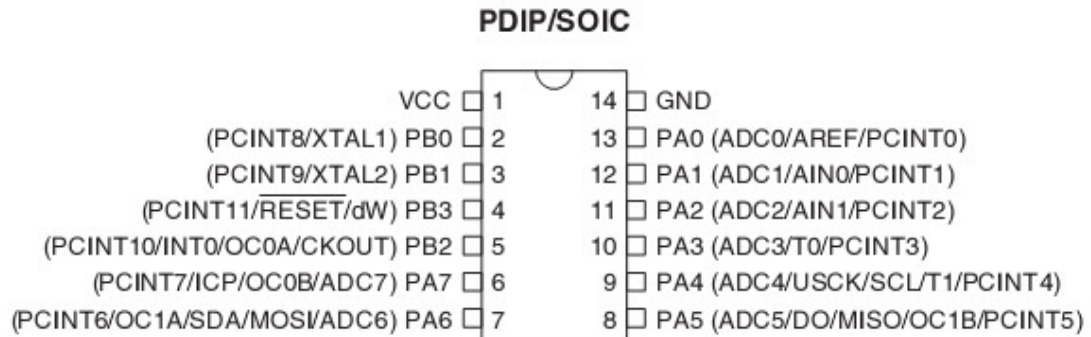 PDIP/SOIC
VCC 1 14 GND
(PCINT8/XTAL1) PB0 2 13 PA0 (ADC0/AREF/PCINT0)
(PCINT9/XTAL2) PB1 3 12 PA1 (ADC1/AIN0/PCINT1)
(PCINT11/RESET/dW) PB3 4 11 PA2 (ADC2/AIN1/PCINT2)
(PCINT10/INT0/OC0A/CKOUT) PB2 5 10 PA3 (ADC3/T0/PCINT3)
(PCINT7/ICP/OC0B/ADC7) PA7 6 9 PA4 (ADC4/USCK/SCL/T1/PCINT4)
(PCINT6/OC1A/SDA/MOSI/ADC6) PA6 7 8 PA5 (ADC5/DO/MISO/OC1B/PCINT5)